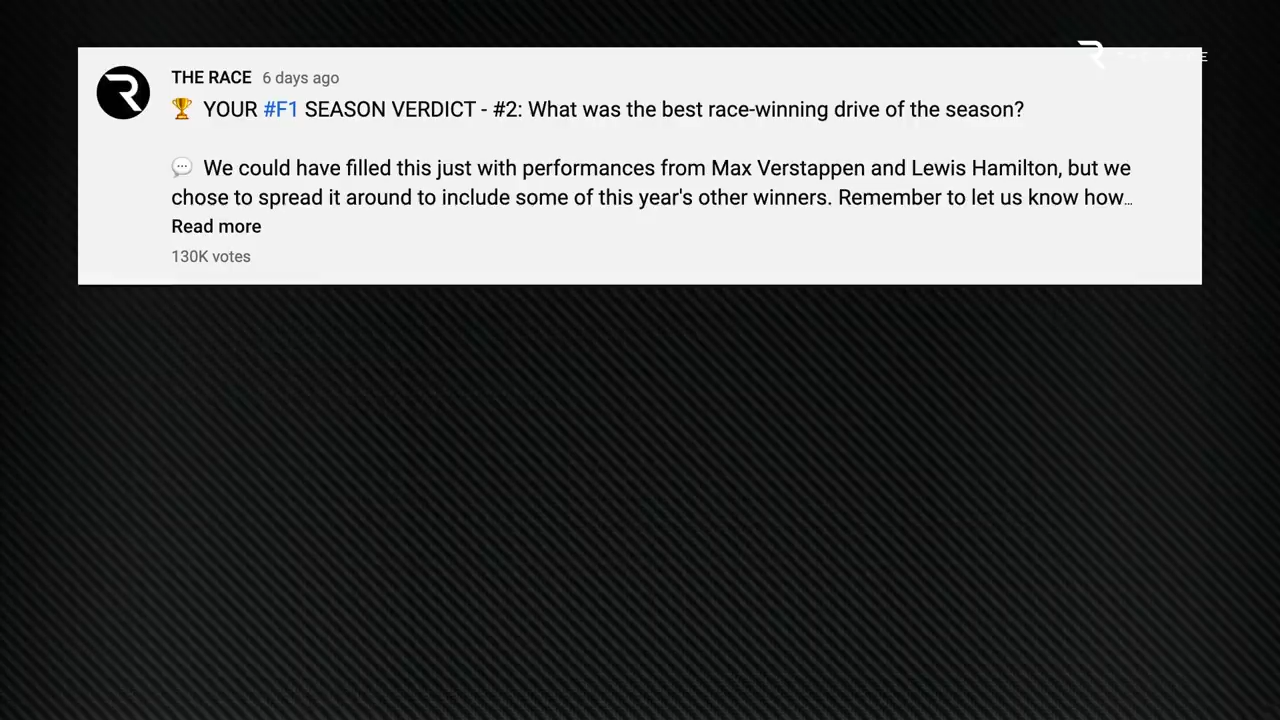 THE RACE 6 days ago
🏆 YOUR #F1 SEASON VERDICT - #2: What was the best race-winning drive of the season?
💬 We could have filled this just with performances from Max Verstappen and Lewis Hamilton, but we
chose to spread it around to include some of this year's other winners. Remember to let us know how...
Read more
130K votes